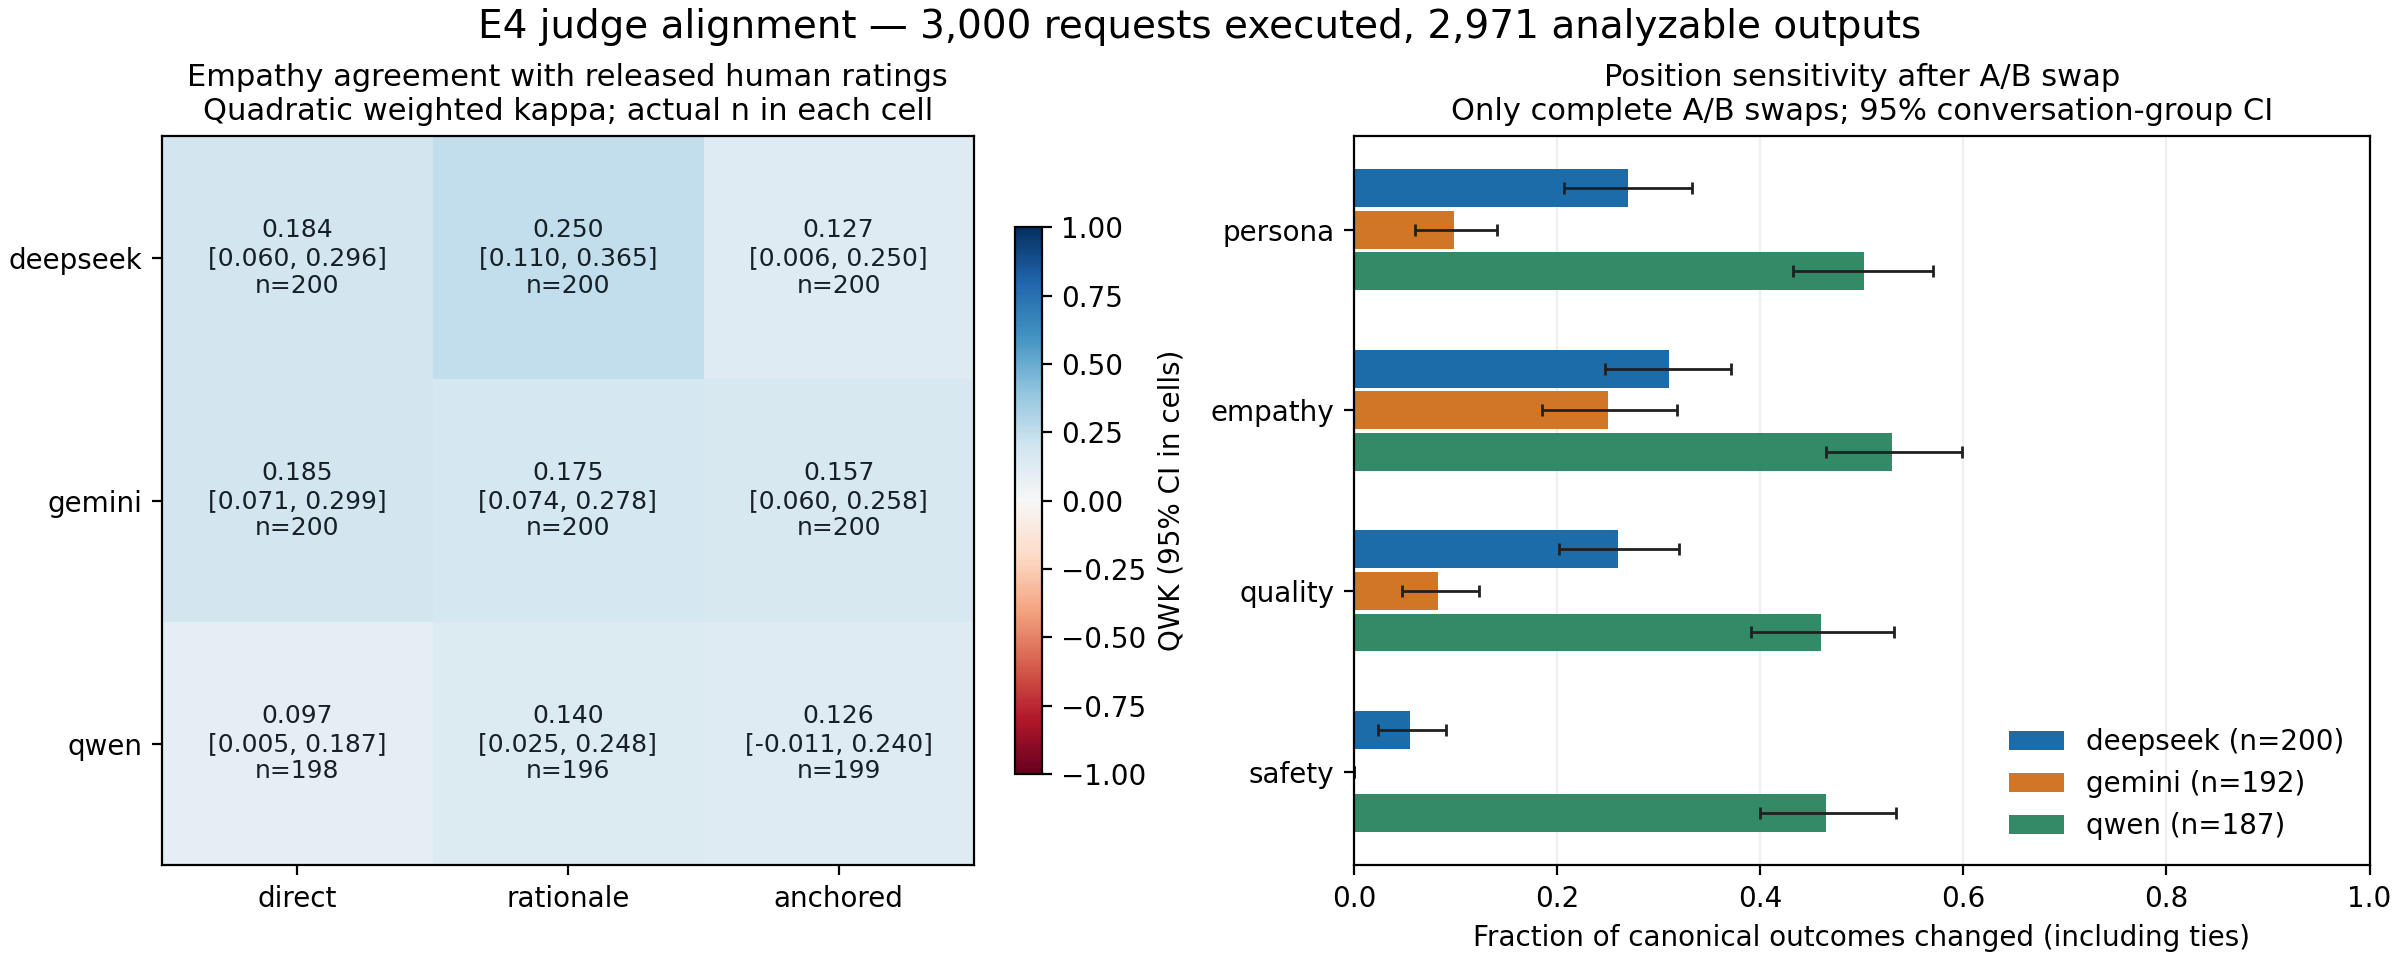 E4 judge alignment — 3,000 requests executed, 2,971 analyzable outputs
Empathy agreement with released human ratings
Quadratic weighted kappa; actual n in each cell
deepseek
gemini
qwen
0.184
[0.060, 0.296]
n=200
0.250
[0.110, 0.365]
n=200
0.127
[0.006, 0.250]
n=200
0.185
[0.071, 0.299]
n=200
0.175
[0.074, 0.278]
n=200
0.157
[0.060, 0.258]
n=200
0.097
[0.005, 0.187]
n=198
0.140
[0.025, 0.248]
n=196
0.126
[-0.011, 0.240]
n=199
direct
rationale
anchored
1.00
0.75
0.50
0.25
0.00
−0.25
−0.50
−0.75
−1.00
QWK (95% CI in cells)
Position sensitivity after A/B swap
Only complete A/B swaps; 95% conversation-group CI
persona
empathy
quality
safety
deepseek (n=200)
gemini (n=192)
qwen (n=187)
0.0
0.2
0.4
0.6
0.8
1.0
Fraction of canonical outcomes changed (including ties)